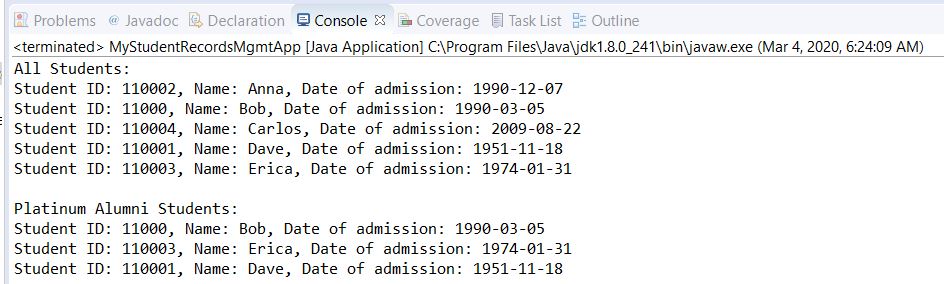 Problems @ Javadoc Declaration Console Coverage Task List Outline
<terminated> MyStudentRecordsMgmtApp [Java Application] C:\Program Files\Java\jdk1.8.0_241\bin\javaw.exe (Mar 4, 2020, 6:24:09 AM)
All Students:
Student ID: 110002, Name: Anna, Date of admission: 1990-12-07
Student ID: 11000, Name: Bob, Date of admission: 1990-03-05
Student ID: 110004, Name: Carlos, Date of admission: 2009-08-22
Student ID: 110001, Name: Dave, Date of admission: 1951-11-18
Student ID: 110003, Name: Erica, Date of admission: 1974-01-31

Platinum Alumni Students:
Student ID: 11000, Name: Bob, Date of admission: 1990-03-05
Student ID: 110003, Name: Erica, Date of admission: 1974-01-31
Student ID: 110001, Name: Dave, Date of admission: 1951-11-18